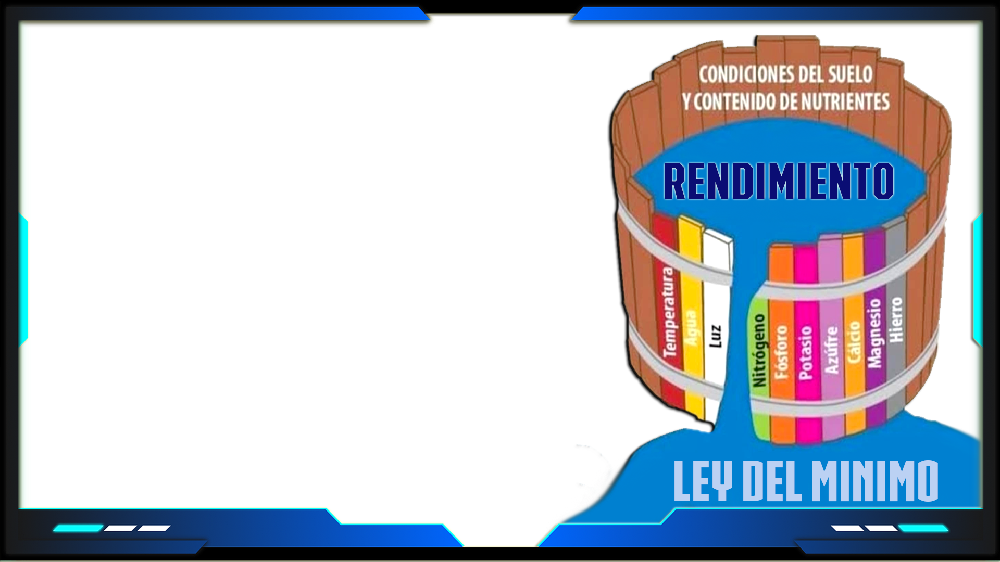 CONDICIONES DEL SUELO
Y CONTENIDO DE NUTRIENTES
RENDIMIENTO
Temperatura
Agua
Luz
Nitrógeno
Fósforo
Potasio
Azúfre
Cálcio
Magnesio
Hierro
LEY DEL MINIMO